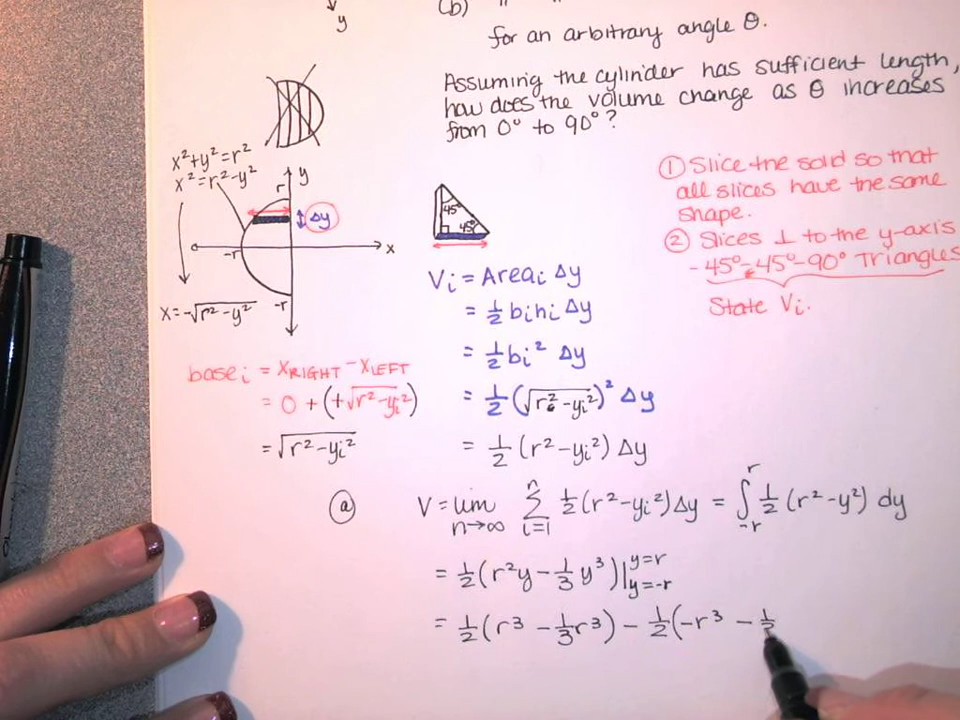 y
(b) " "
for an arbitrary angle θ.
Assuming the cylinder has sufficient length,
how does the volume change as θ increases
from 0° to 90°?
x²+y²=r²
x²=r²-y²
r
y
Δy
x
-r
-r
x=-√r²-y²
45°
45°
① Slice the solid so that
all slices have the same
shape.
② Slices ⊥ to the y-axis
-45°-45°-90° Triangles
State Vi.
Vi = Areai Δy
= 1/2 bihi Δy
= 1/2 bi² Δy
= 1/2 (√r²-yi²)² Δy
= 1/2 (r²-yi²) Δy
basei = XRIGHT - XLEFT
= 0 + (+√r²-yi²)
= √r²-yi²
ⓐ V = lim n→∞ Σ i=1 n 1/2 (r²-yi²) Δy = ∫ -r r 1/2 (r²-y²) dy
= 1/2 (r²y - 1/3 y³) | y=r y=-r
= 1/2 (r³ - 1/3 r³) - 1/2 (-r³ -